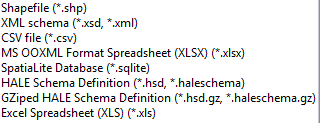 Shapefile (*.shp)
XML schema (*.xsd, *.xml)
CSV file (*.csv)
MS OOXML Format Spreadsheet (XLSX) (*.xlsx)
SpatiaLite Database (*.sqlite)
HALE Schema Definition (*.hsd, *.haleschema)
GZiped HALE Schema Definition (*.hsd.gz, *.haleschema.gz)
Excel Spreadsheet (XLS) (*.xls)